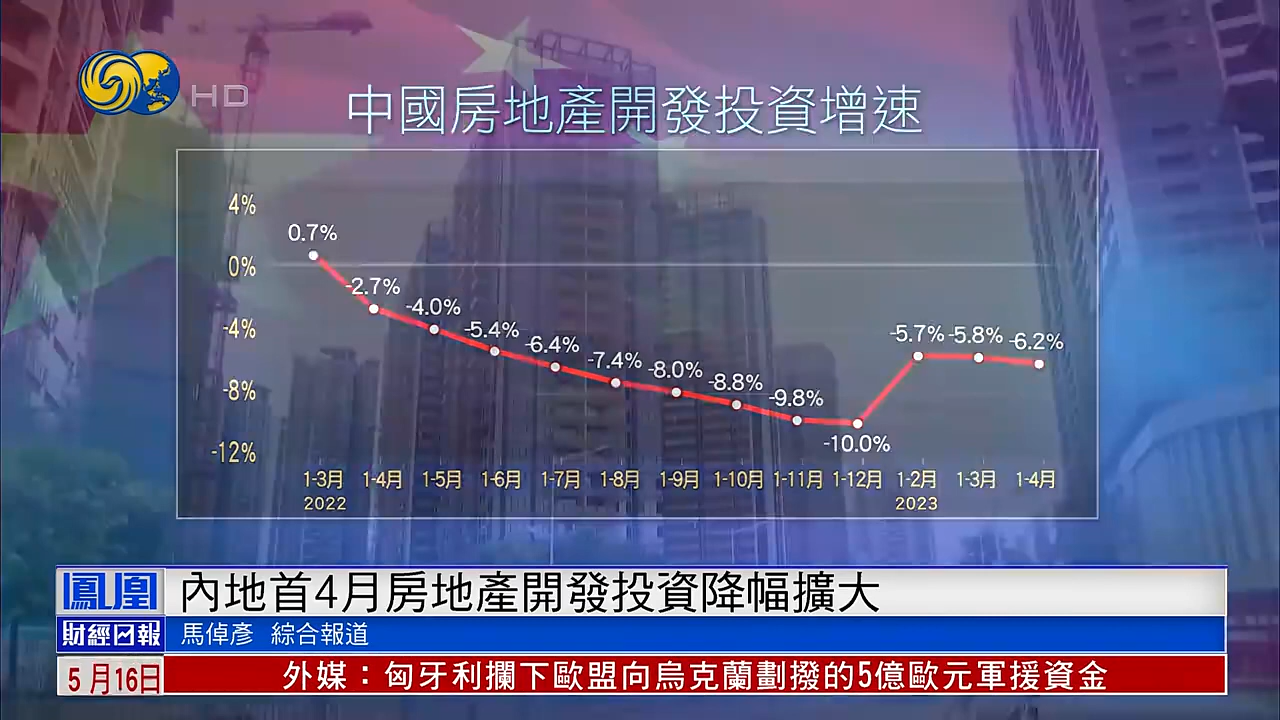 HD
中國房地產開發投資增速
4%
0%
-4%
-8%
-12%
0.7%
-2.7%
-4.0%
-5.4%
-6.4%
-7.4%
-8.0%
-8.8%
-9.8%
-10.0%
-5.7%
-5.8%
-6.2%
1-3月 1-4月 1-5月 1-6月 1-7月 1-8月 1-9月 1-10月 1-11月 1-12月 1-2月 1-3月 1-4月
2022 2023
鳳凰
內地首4月房地產開發投資降幅擴大
財經日報
馬倬彥 綜合報道
5月16日
外媒：匈牙利攔下歐盟向烏克蘭劃撥的5億歐元軍援資金